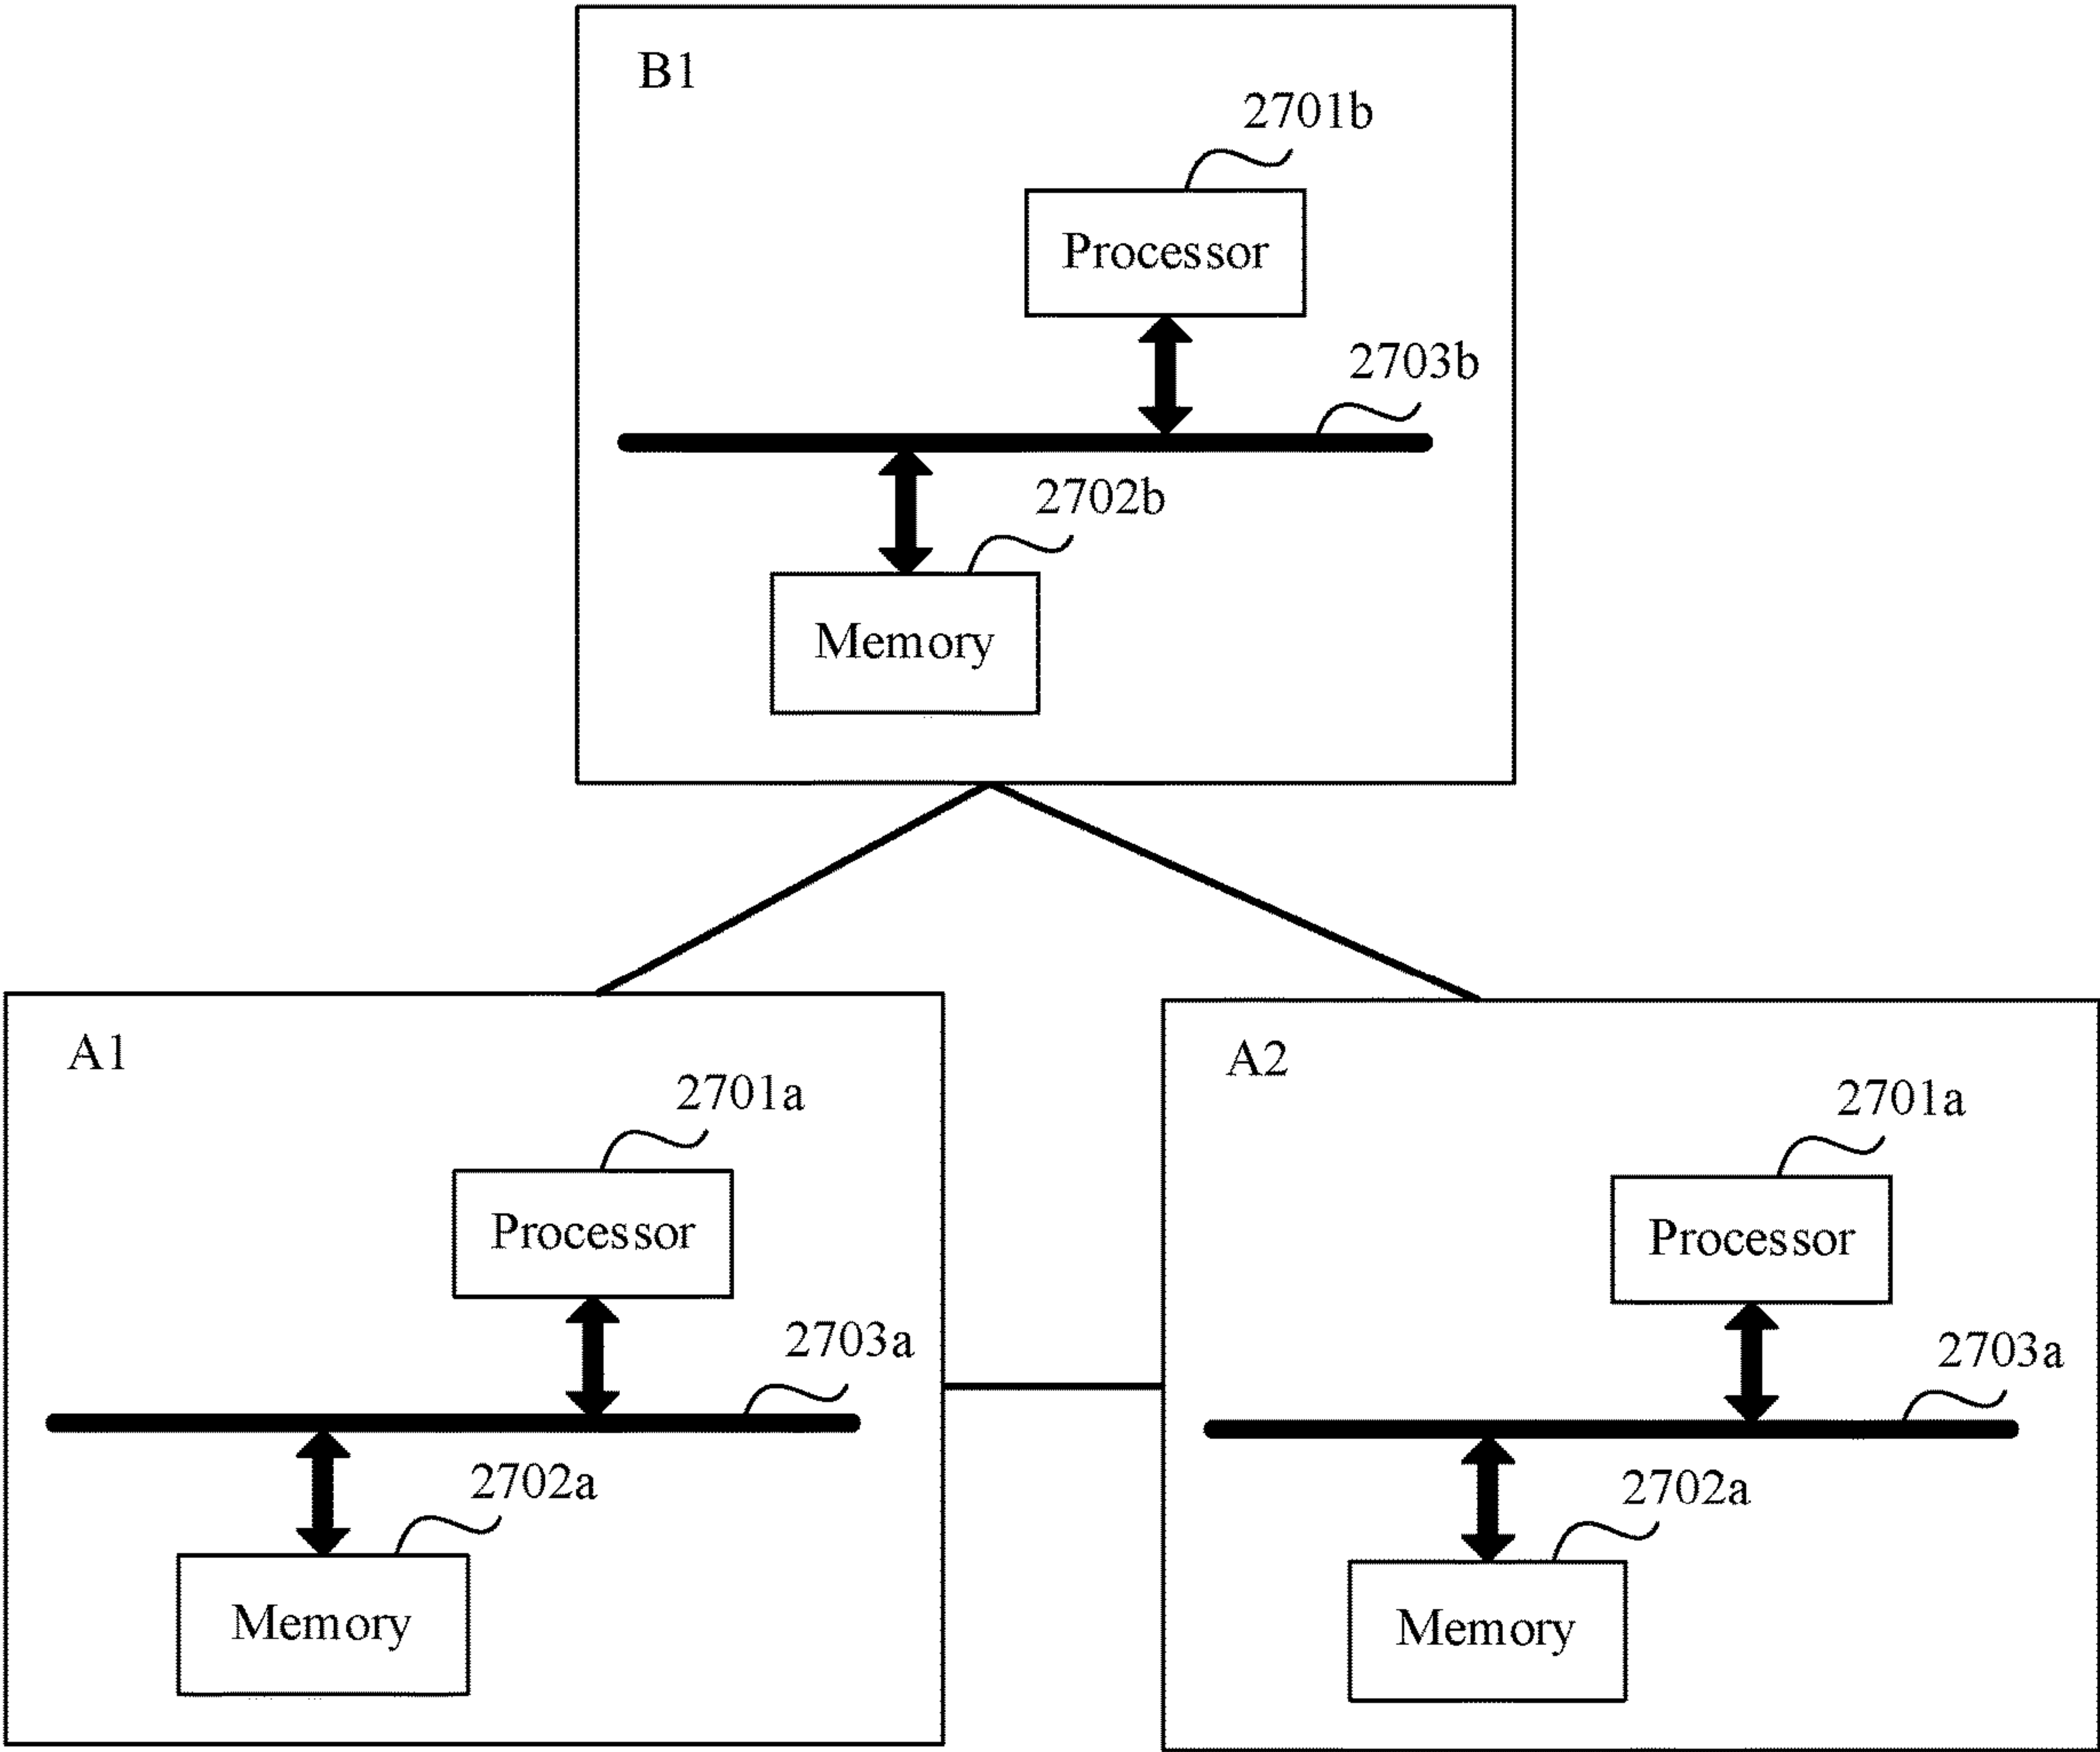 B1
2701b
Processor
2703b
2702b
Memory
A1
2701a
Processor
2703a
2702a
Memory
A2
2701a
Processor
2703a
2702a
Memory